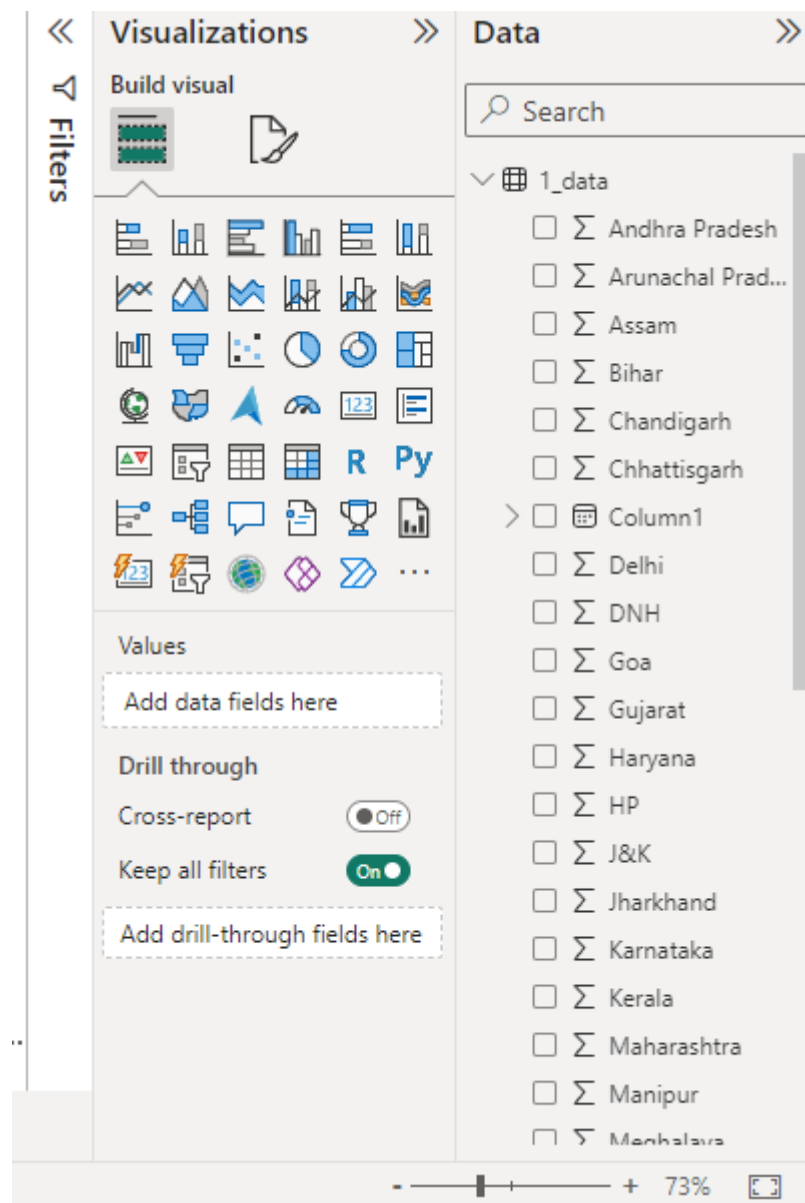 Filters
Visualizations
Build visual
123
R
Py
123
...
Values
Add data fields here
Drill through
Cross-report
Off
Keep all filters
On
Add drill-through fields here
Data
Search
1_data
Σ Andhra Pradesh
Σ Arunachal Prad...
Σ Assam
Σ Bihar
Σ Chandigarh
Σ Chhattisgarh
Column1
Σ Delhi
Σ DNH
Σ Goa
Σ Gujarat
Σ Haryana
Σ HP
Σ J&K
Σ Jharkhand
Σ Karnataka
Σ Kerala
Σ Maharashtra
Σ Manipur
Σ Meghalaya
- + 73%